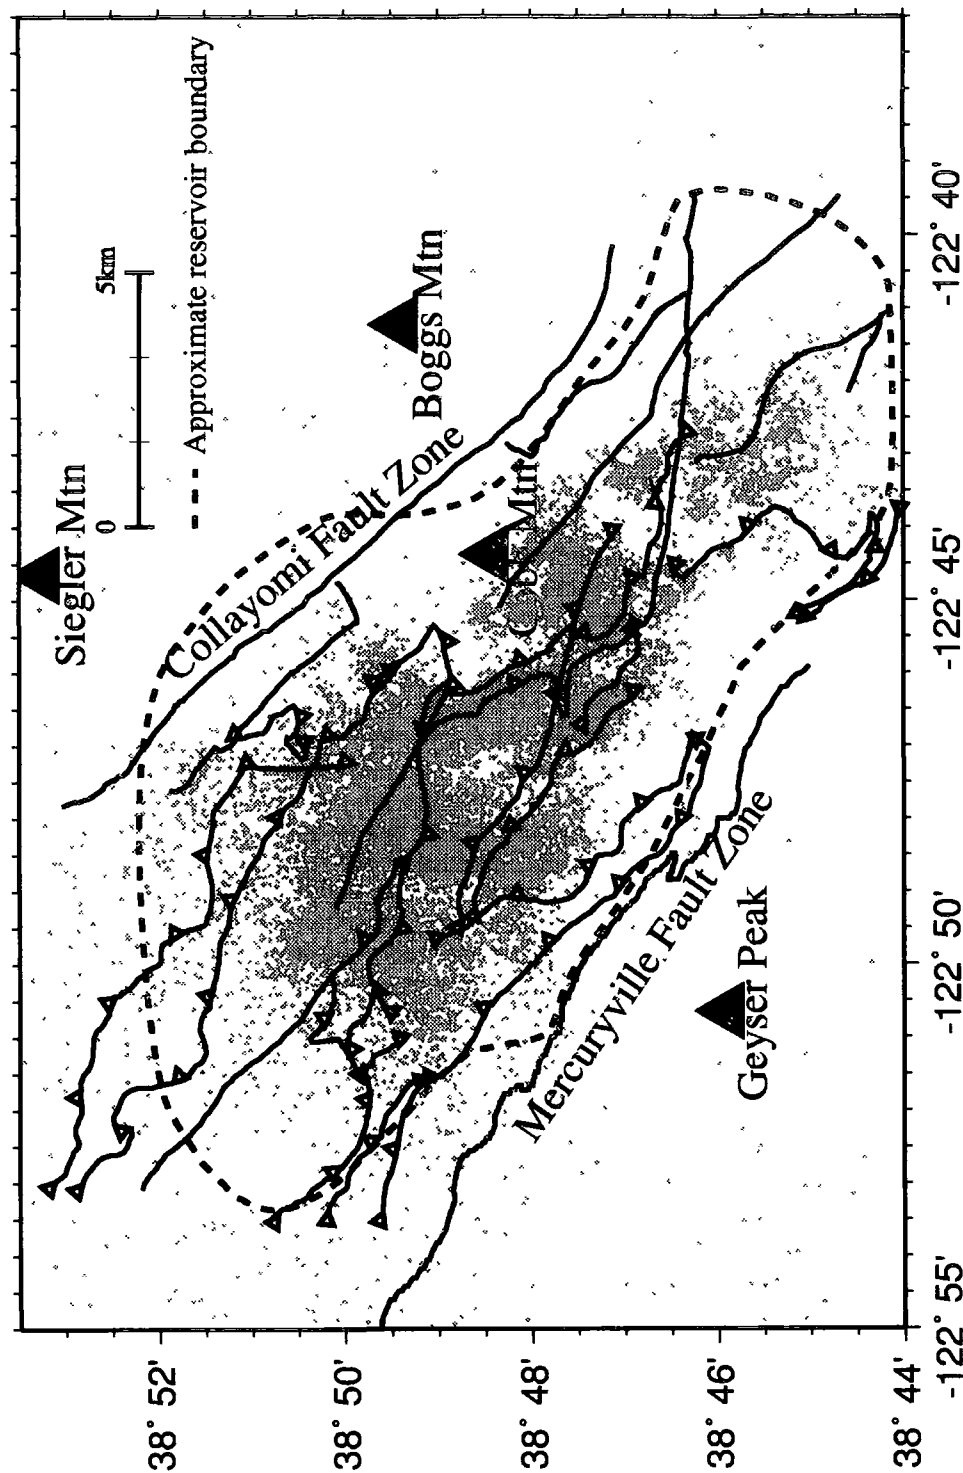 Siegler Mtn
0
5km
Approximate reservoir boundary
Boggs Mtn
Collayomi Fault Zone
Cobb Mtn
Mercuryville Fault Zone
Geyser Peak
38° 52'
38° 50'
38° 48'
38° 46'
38° 44'
-122° 55'
-122° 50'
-122° 45'
-122° 40'